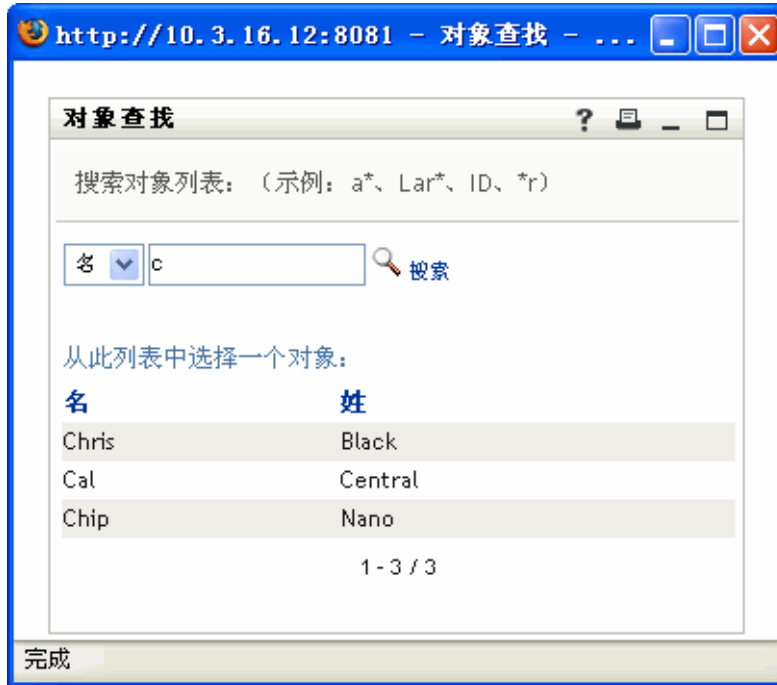 http://10.3.16.12:8081 - 对象查找 - ...
对象查找
搜索对象列表：（示例：a*、Lar*、ID、*r）
名 c 搜索
从此列表中选择一个对象：
名 姓
Chris Black
Cal Central
Chip Nano
1 - 3 / 3
完成